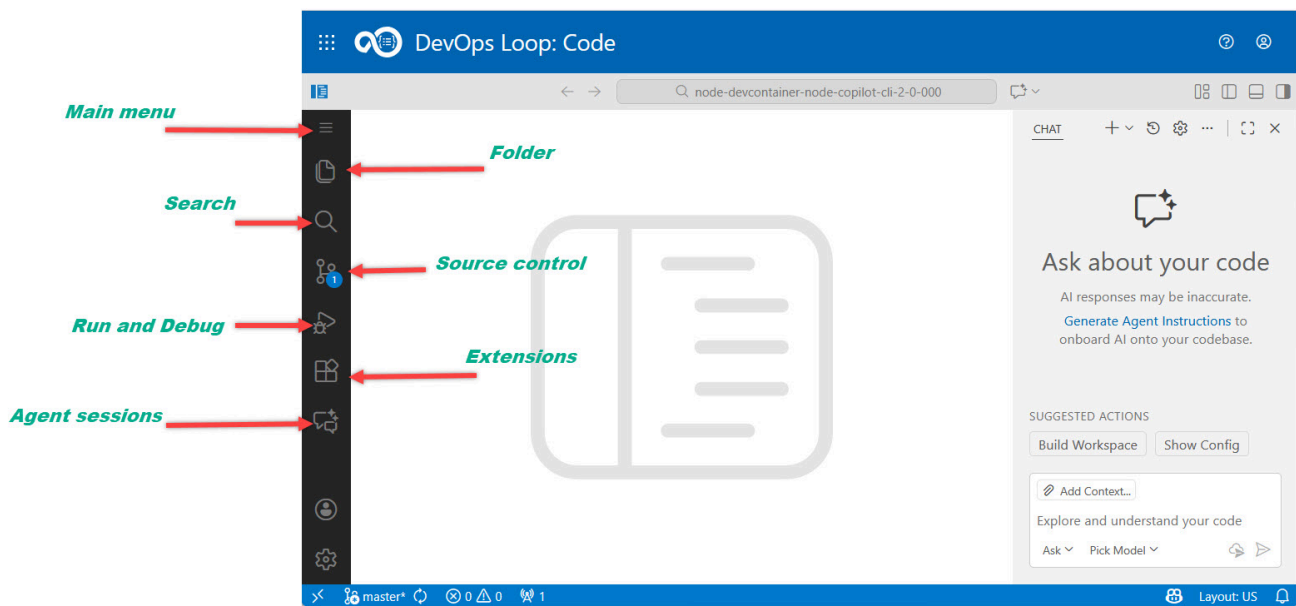 DevOps Loop: Code
node-devcontainer-node-copilot-cli-2-0-000
Main menu
Folder
Search
Source control
1
Run and Debug
Extensions
Agent sessions
CHAT
Ask about your code
AI responses may be inaccurate.
Generate Agent Instructions to
onboard AI onto your codebase.
SUGGESTED ACTIONS
Build Workspace Show Config
Add Context...
Explore and understand your code
Ask Pick Model
master* 0 0 1 Layout: US